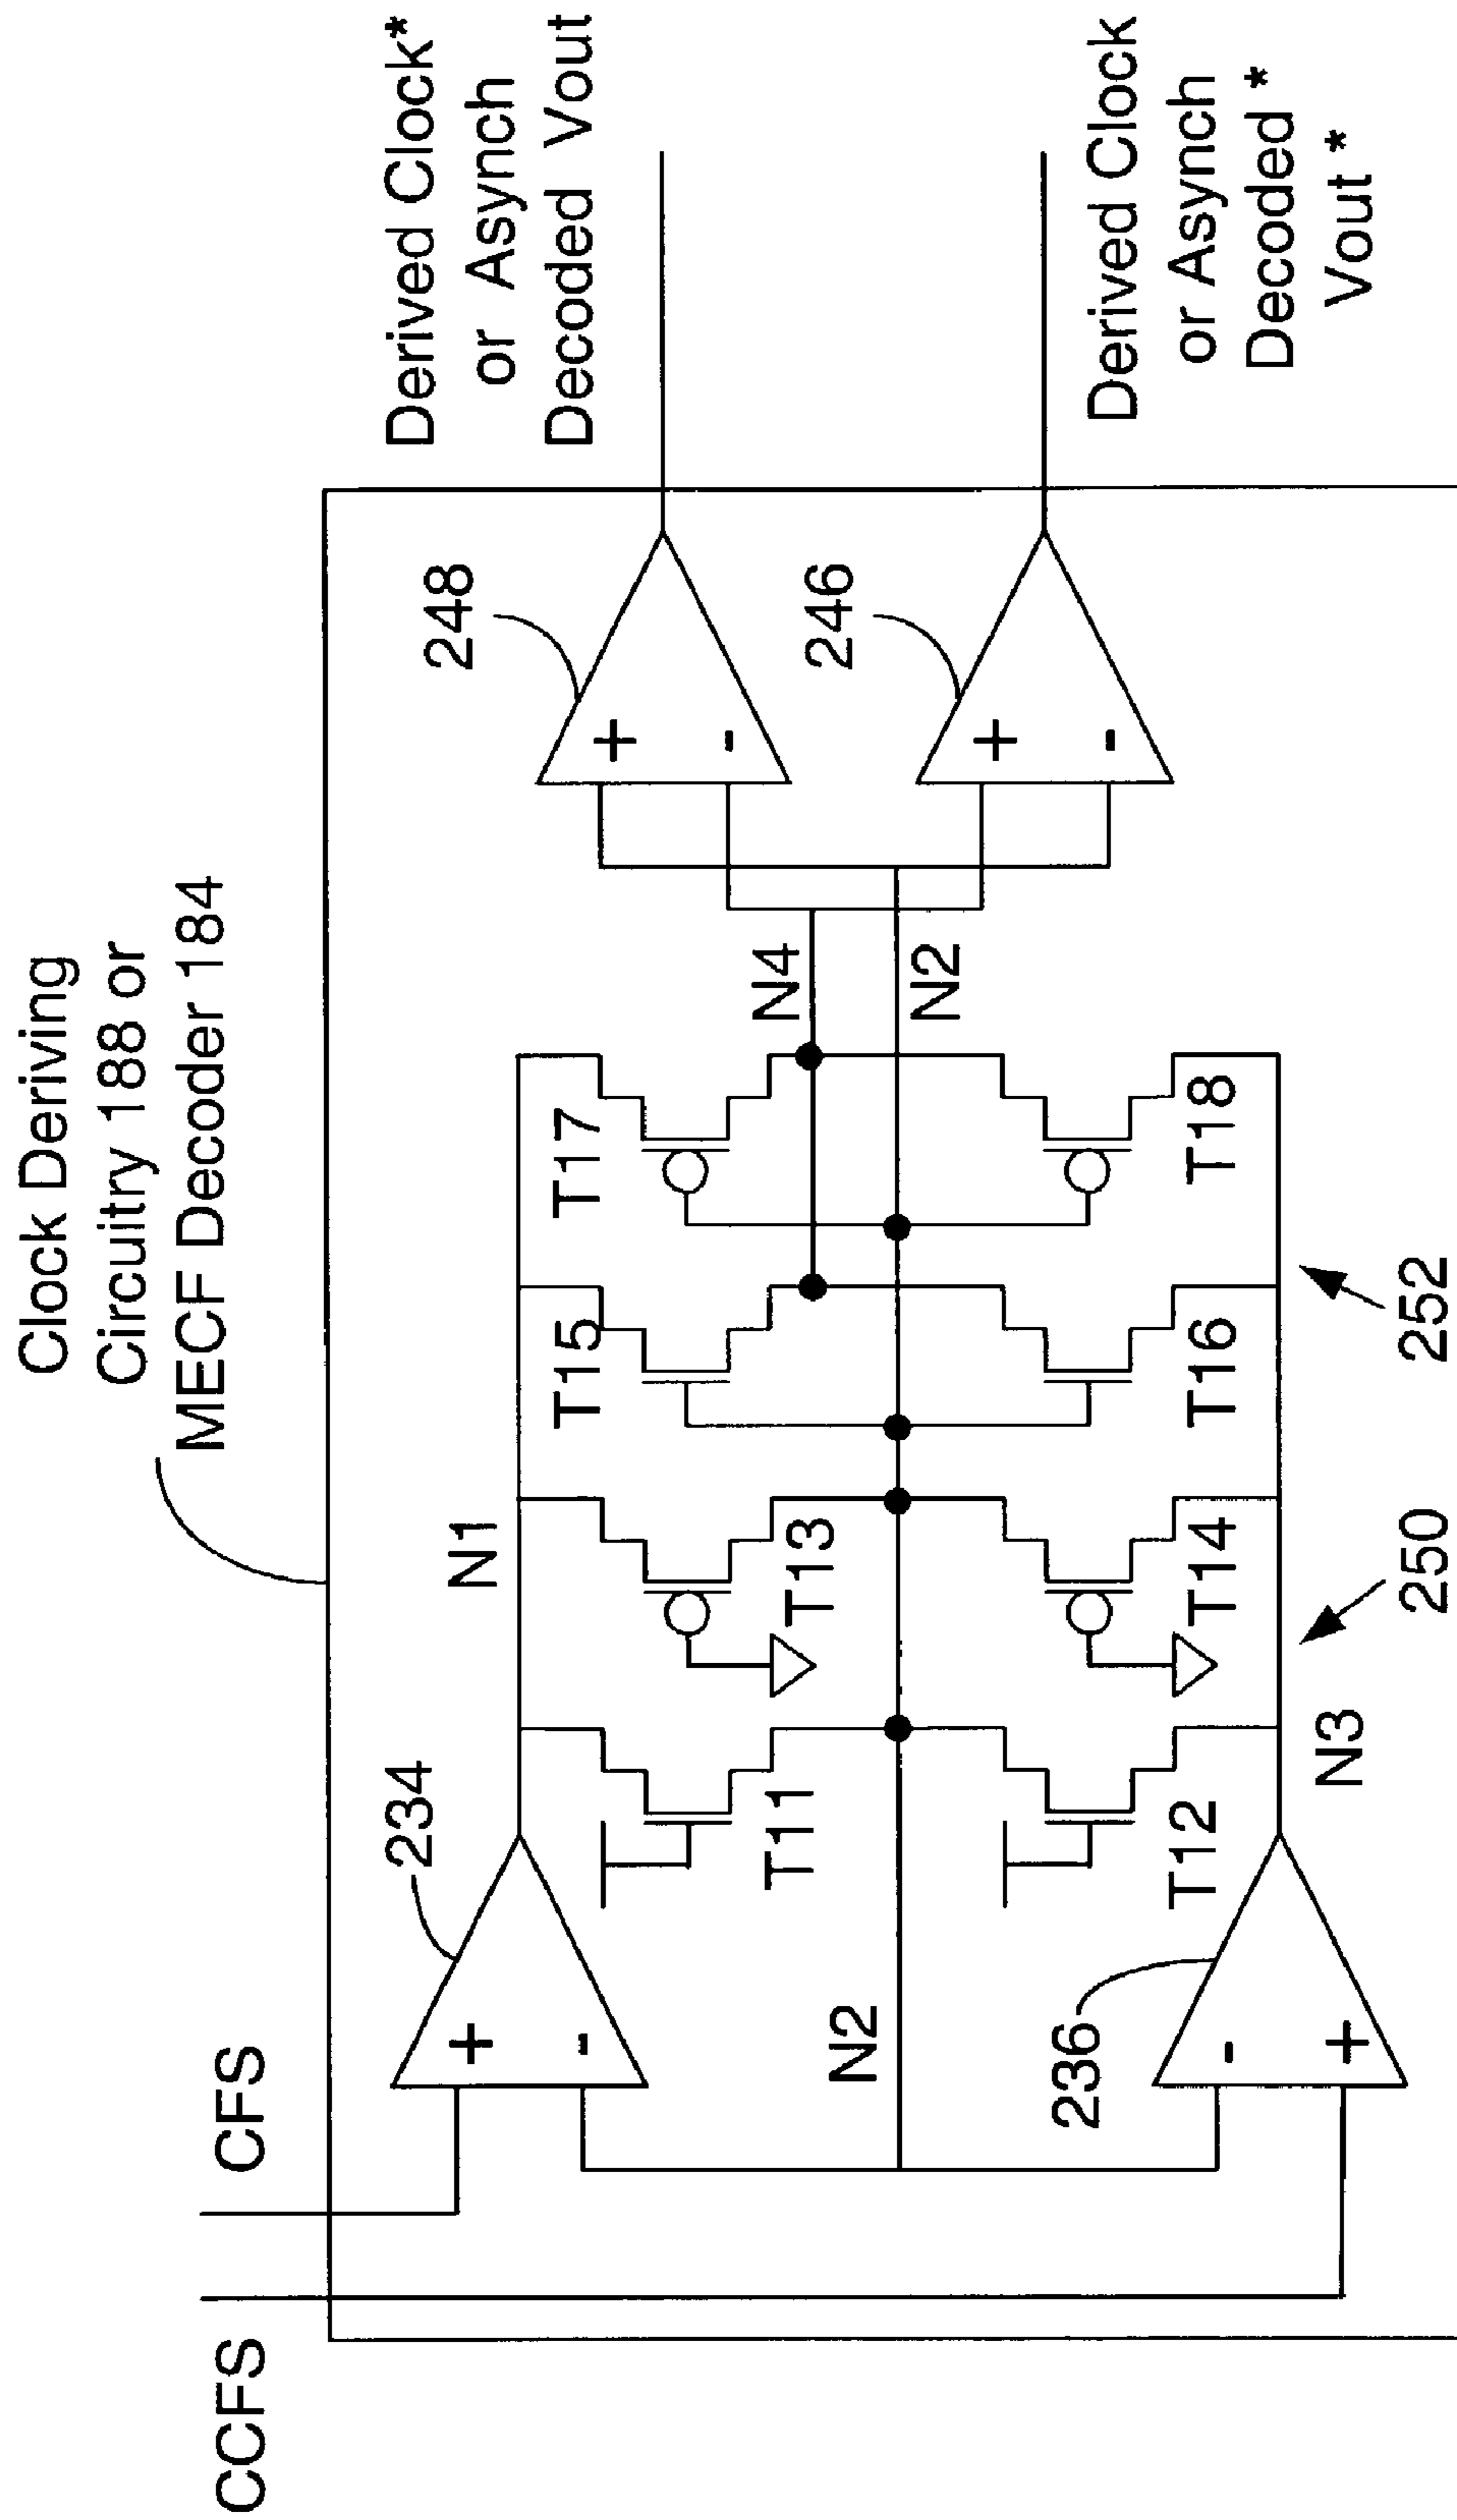 Clock Deriving
Circuitry 188 or
MECF Decoder 184
CCFS
CFS
Derived Clock*
or Asynch
Decoded Vout
234
N1
248
+
-
T15
T17
+
-
T11
T13
N4
N2
N2
246
+
-
Derived Clock
or Asynch
Decoded *
Vout *
236
-
+
T12
T14
T16
T18
N3
250
252